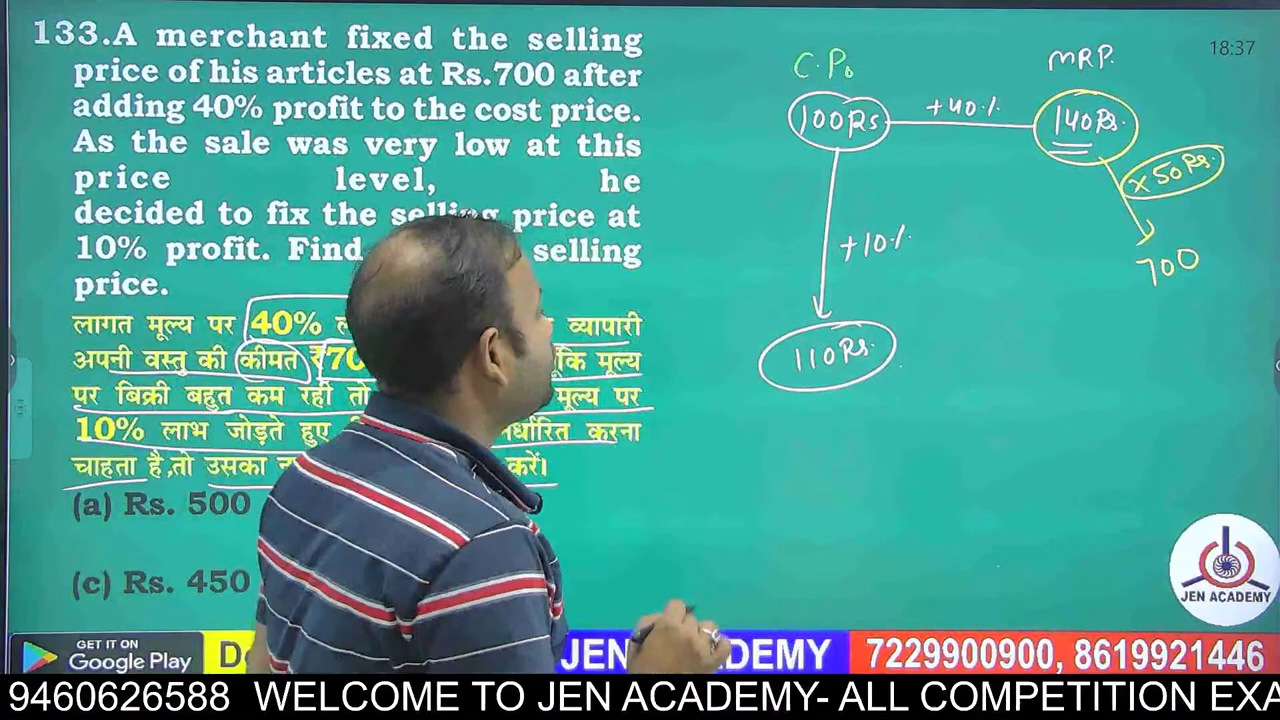 133.A merchant fixed the selling
price of his articles at Rs.700 after
adding 40% profit to the cost price.
As the sale was very low at this
price level, he
decided to fix the selling price at
10% profit. Find selling
price.
लागत मूल्य पर 40% व्यापारी
अपनी वस्तु की कीमत ₹70 मूल्य
पर बिक्री बहुत कम रही तो मूल्य पर
10% लाभ जोड़ते हुए करना
चाहता है,तो उसका करें।
(a) Rs. 500
(c) Rs. 450
C.P.
MRP.
18:37
100Rs
+40%
140Rs.
x50Rs.
700
+10%
110Rs.
JEN ACADEMY
GET IT ON
Google Play
JEN ACADEMY
7229900900, 8619921446
9460626588 WELCOME TO JEN ACADEMY- ALL COMPETITION EXA